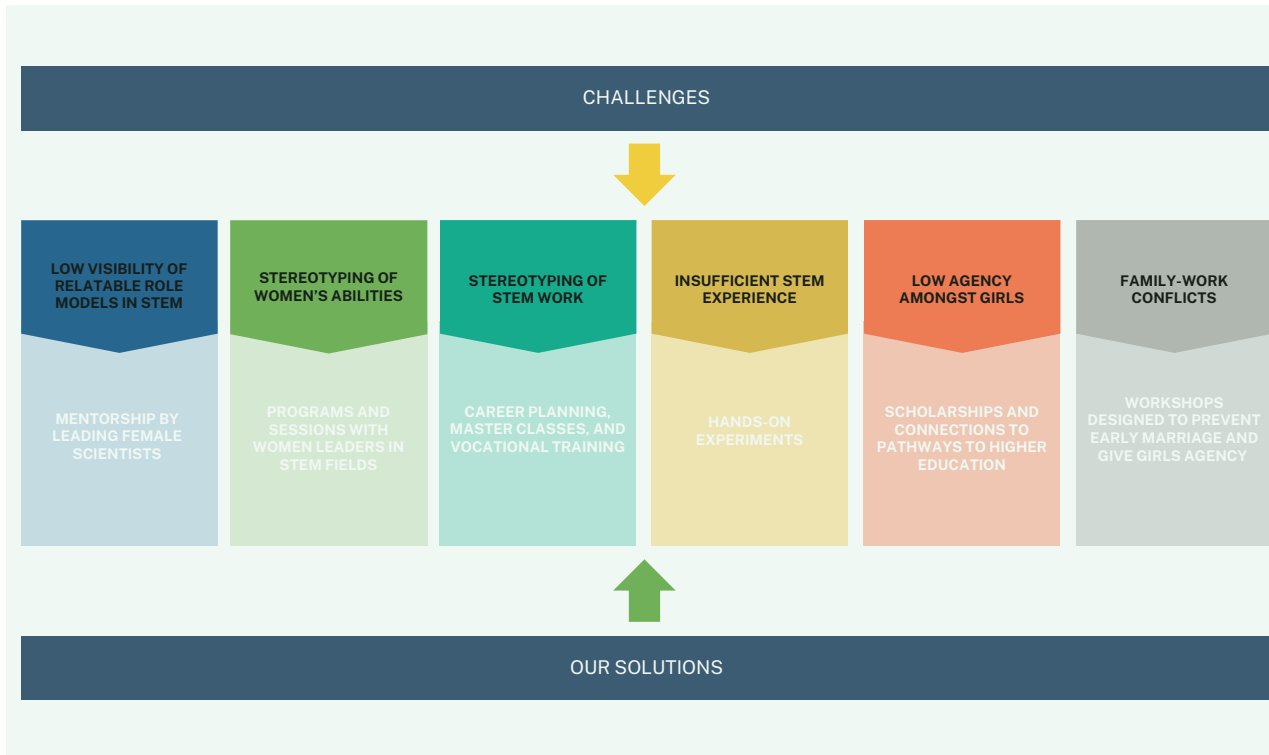 CHALLENGES
LOW VISIBILITY OF
RELATABLE ROLE
MODELS IN STEM
STEREOTYPING OF
WOMEN'S ABILITIES
STEREOTYPING OF
STEM WORK
INSUFFICIENT STEM
EXPERIENCE
LOW AGENCY
AMONGST GIRLS
FAMILY-WORK
CONFLICTS
MENTORSHIP BY
LEADING FEMALE
SCIENTISTS
PROGRAMS AND
SESSIONS WITH
WOMEN LEADERS IN
STEM FIELDS
CAREER PLANNING,
MASTER CLASSES, AND
VOCATIONAL TRAINING
HANDS-ON
EXPERIMENTS
SCHOLARSHIPS AND
CONNECTIONS TO
PATHWAYS TO HIGHER
EDUCATION
WORKSHOPS
DESIGNED TO PREVENT
EARLY MARRIAGE AND
GIVE GIRLS AGENCY
OUR SOLUTIONS